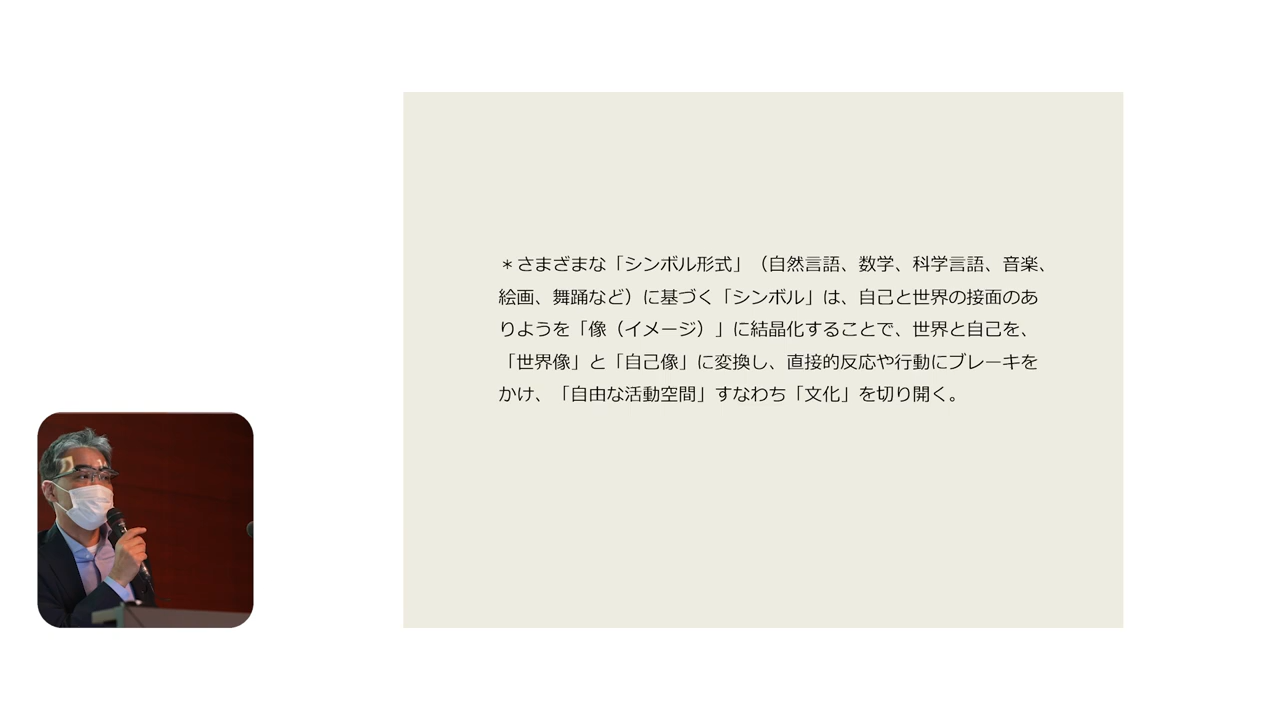 ＊さまざまな「シンボル形式」（自然言語、数学、科学言語、音楽、
絵画、舞踊など）に基づく「シンボル」は、自己と世界の接面のあ
りようを「像（イメージ）」に結晶化することで、世界と自己を、
「世界像」と「自己像」に変換し、直接的反応や行動にブレーキを
かけ、「自由な活動空間」すなわち「文化」を切り開く。